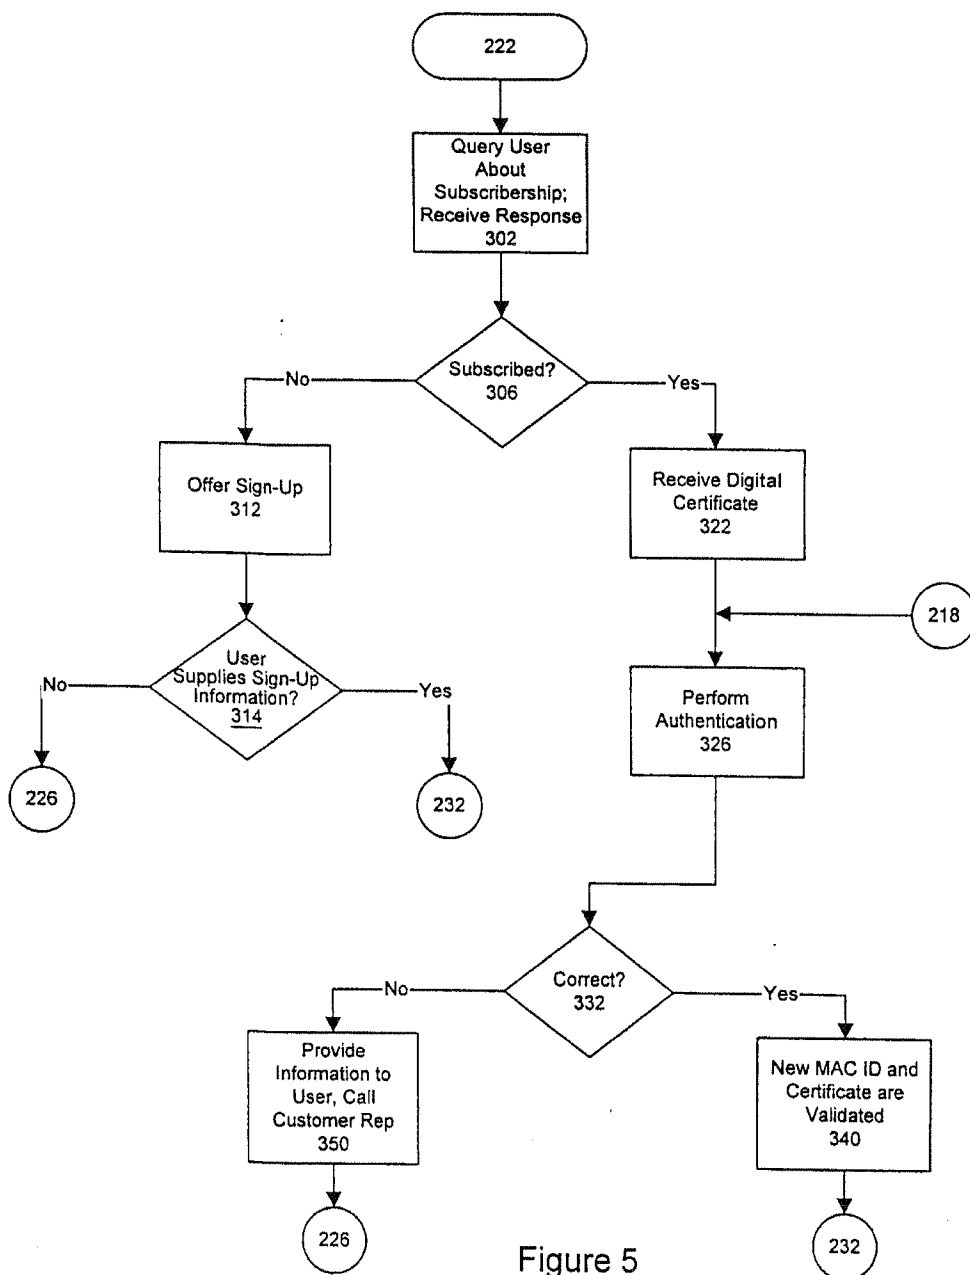 222
Query User
About
Subscribership;
Receive Response
302
Subscribed?
306
No
Yes
Offer Sign-Up
312
Receive Digital
Certificate
322
218
User
Supplies Sign-Up
Information?
314
No
Yes
Perform
Authentication
326
226
232
Correct?
332
No
Yes
Provide
Information to
User, Call
Customer Rep
350
New MAC ID and
Certificate are
Validated
340
226
232
Figure 5